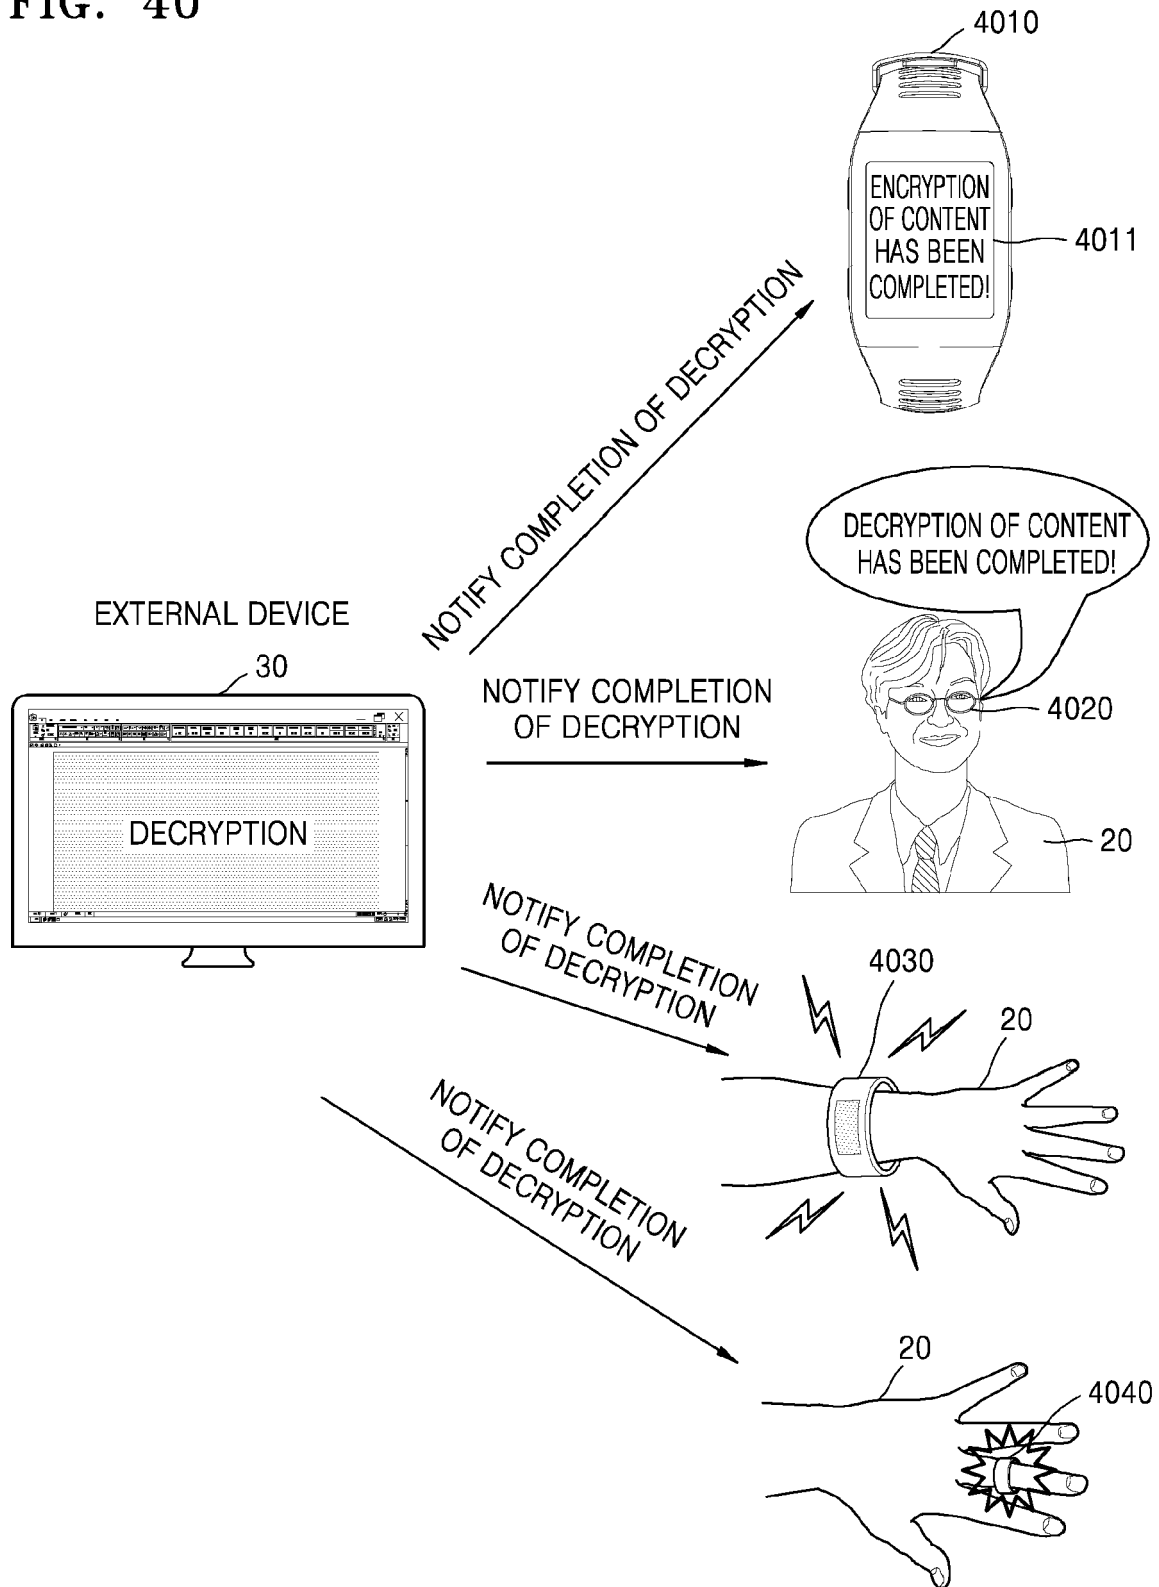 FIG. 40
4010
ENCRYPTION
OF CONTENT
HAS BEEN
COMPLETED!
4011
NOTIFY COMPLETION OF DECRYPTION
DECRYPTION OF CONTENT
HAS BEEN COMPLETED!
EXTERNAL DEVICE
30
NOTIFY COMPLETION
OF DECRYPTION
4020
DECRYPTION
20
NOTIFY COMPLETION
OF DECRYPTION
4030
20
NOTIFY COMPLETION
OF DECRYPTION
20
4040